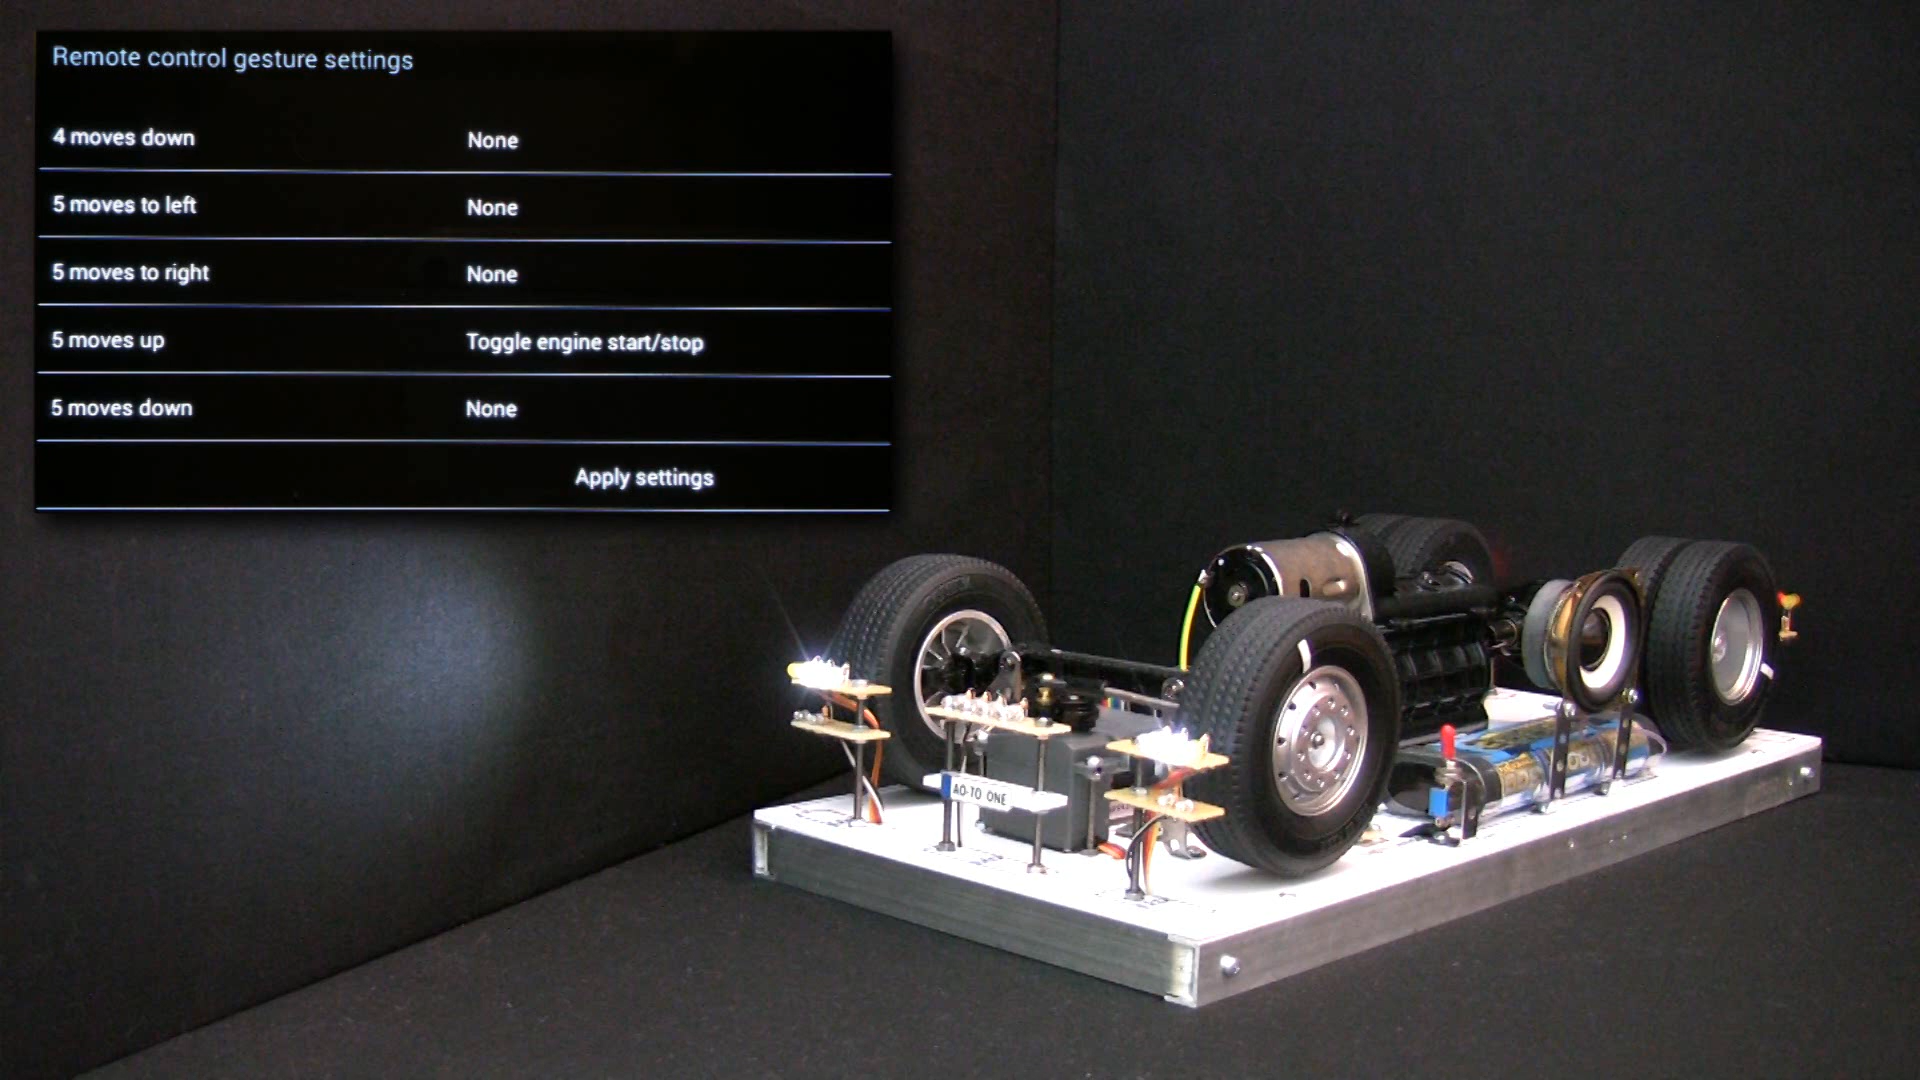 Remote control gesture settings
4 moves down None
5 moves to left None
5 moves to right None
5 moves up Toggle engine start/stop
5 moves down None
Apply settings
AO-TO ONE